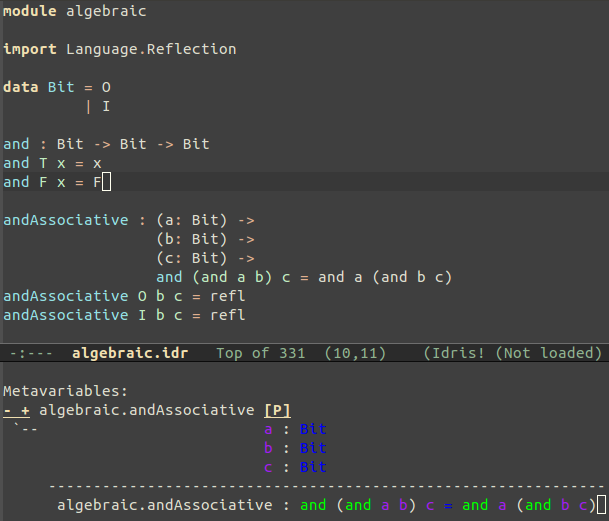 module algebraic
import Language.Reflection
data Bit = O
| I
and : Bit -> Bit -> Bit
and T x = x
and F x = F
andAssociative : (a: Bit) ->
(b: Bit) ->
(c: Bit) ->
and (and a b) c = and a (and b c)
andAssociative O b c = refl
andAssociative I b c = refl
-:--- algebraic.idr Top of 331 (10,11) (Idris! (Not loaded)
Metavariables:
- + algebraic.andAssociative [P]
`-- a : Bit
b : Bit
c : Bit
----------------------------------------------------------------
algebraic.andAssociative : and (and a b) c = and a (and b c)